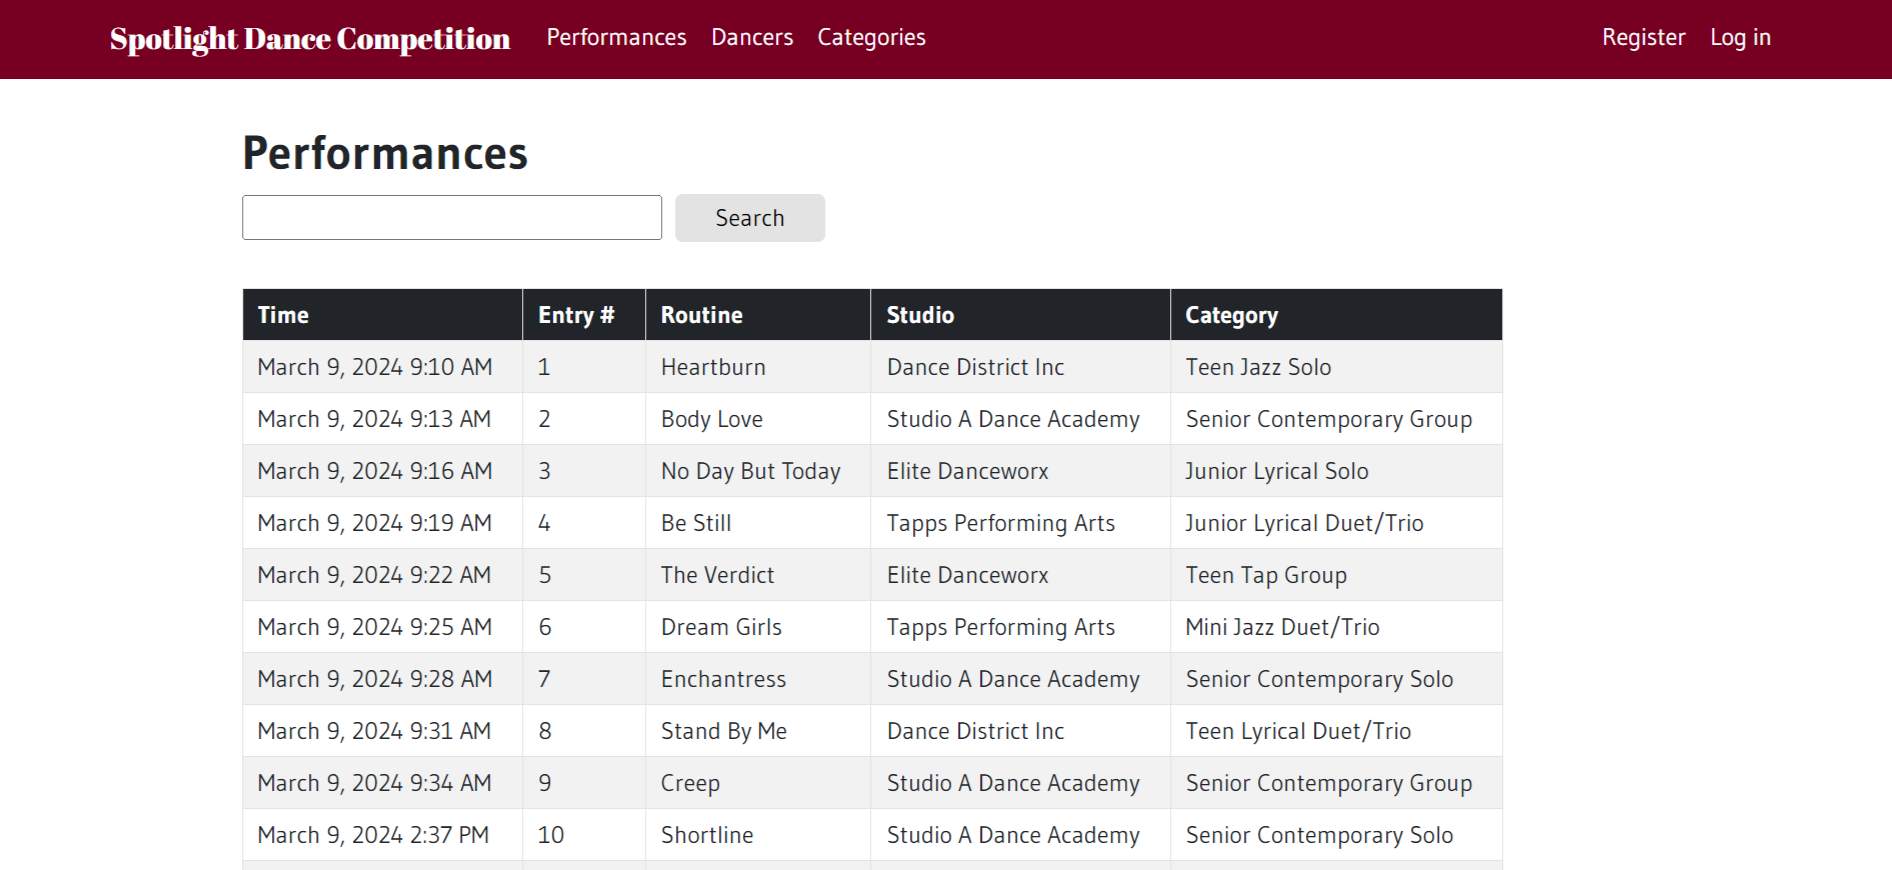 Spotlight Dance Competition Performances Dancers Categories Register Log in
Performances
Search
Time Entry # Routine Studio Category
March 9, 2024 9:10 AM 1 Heartburn Dance District Inc Teen Jazz Solo
March 9, 2024 9:13 AM 2 Body Love Studio A Dance Academy Senior Contemporary Group
March 9, 2024 9:16 AM 3 No Day But Today Elite Danceworx Junior Lyrical Solo
March 9, 2024 9:19 AM 4 Be Still Tapps Performing Arts Junior Lyrical Duet/Trio
March 9, 2024 9:22 AM 5 The Verdict Elite Danceworx Teen Tap Group
March 9, 2024 9:25 AM 6 Dream Girls Tapps Performing Arts Mini Jazz Duet/Trio
March 9, 2024 9:28 AM 7 Enchantress Studio A Dance Academy Senior Contemporary Solo
March 9, 2024 9:31 AM 8 Stand By Me Dance District Inc Teen Lyrical Duet/Trio
March 9, 2024 9:34 AM 9 Creep Studio A Dance Academy Senior Contemporary Group
March 9, 2024 2:37 PM 10 Shortline Studio A Dance Academy Senior Contemporary Solo